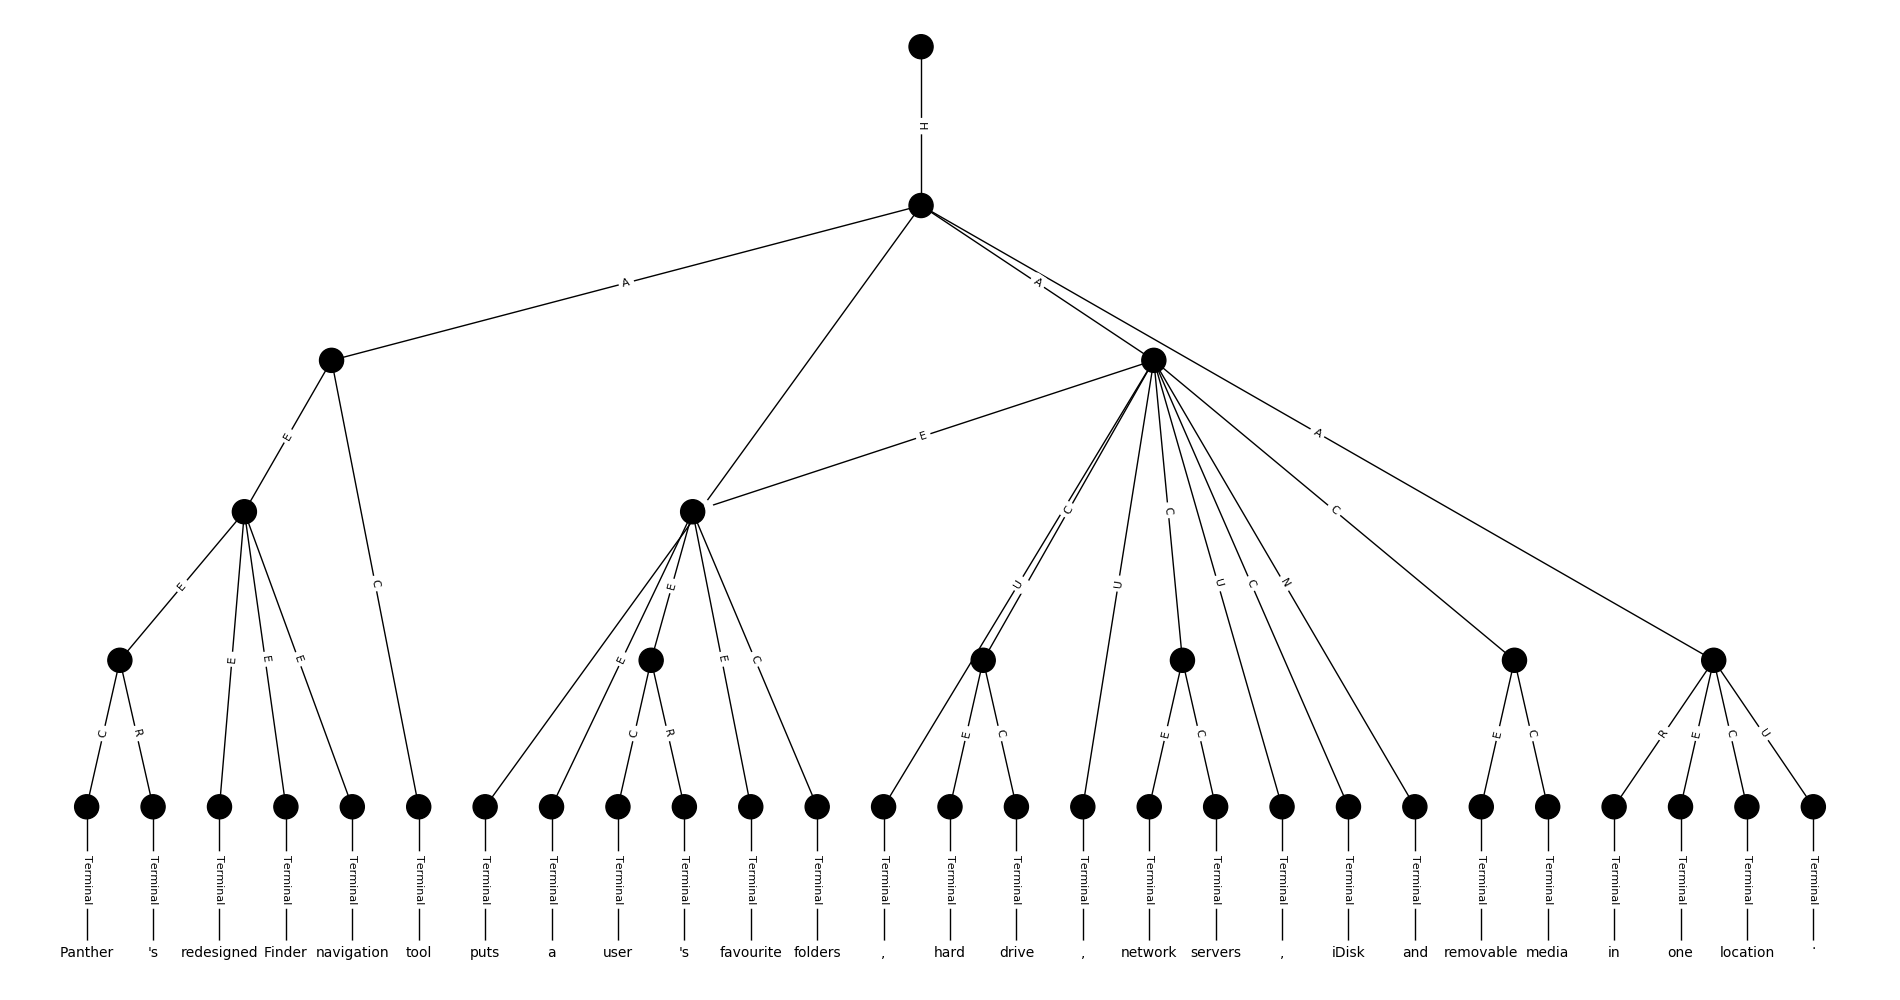 H
A A
E E A
C U C C
E C U U C N
E E E E E C
C R C R E C E C E C R E C U
Terminal Terminal Terminal Terminal Terminal Terminal Terminal Terminal Terminal Terminal Terminal Terminal Terminal Terminal Terminal Terminal Terminal Terminal Terminal Terminal Terminal Terminal Terminal Terminal Terminal Terminal Terminal
Panther 's redesigned Finder navigation tool puts a user 's favourite folders , hard drive , network servers , iDisk and removable media in one location .